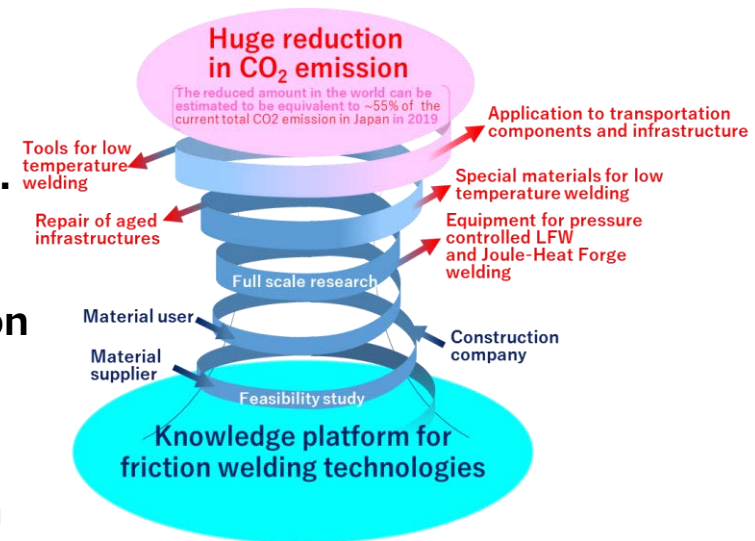 Huge reduction
in CO₂ emission
The reduced amount in the world can be
estimated to be equivalent to ~55% of the
current total CO2 emission in Japan in 2019
Application to transportation
components and infrastructure
Tools for low
temperature
welding
.
Special materials for low
temperature welding
Repair of aged
infrastructures
Equipment for pressure
controlled LFW
and Joule-Heat Forge
welding
Full scale research
on
Material user
Construction
company
Material
supplier
Feasibility study
Knowledge platform for
friction welding technologies